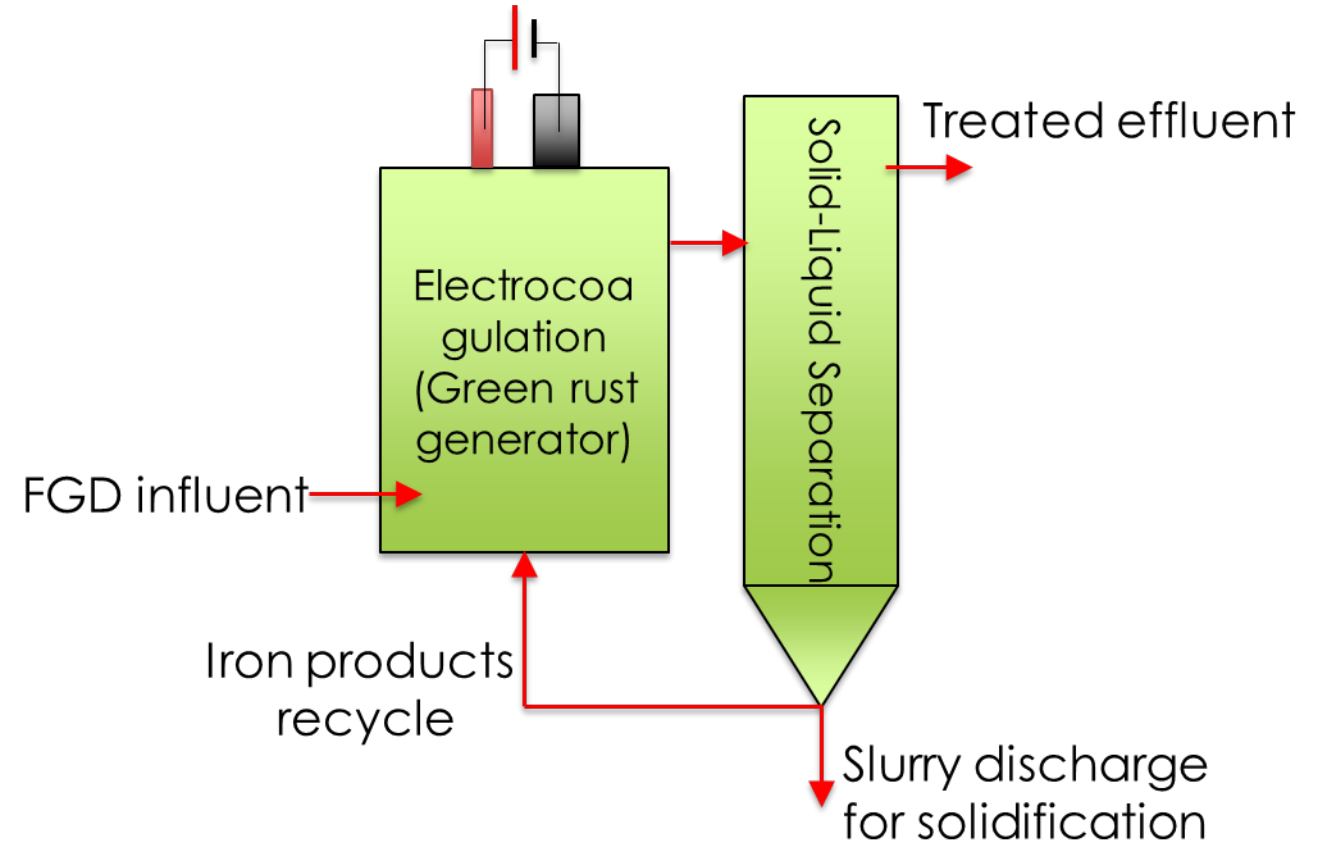 Treated effluent
Solid-Liquid Separation
Electrocoa
gulation
(Green rust
generator)
FGD influent
Iron products
recycle
Slurry discharge
for solidification